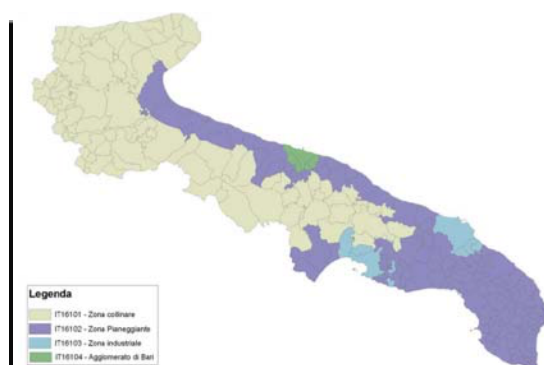 Legenda
IT16101 - Zona collinare
IT16102 - Zona Pianeggiante
IT16103 - Zona industriale
IT16104 - Agglomerato di Bari